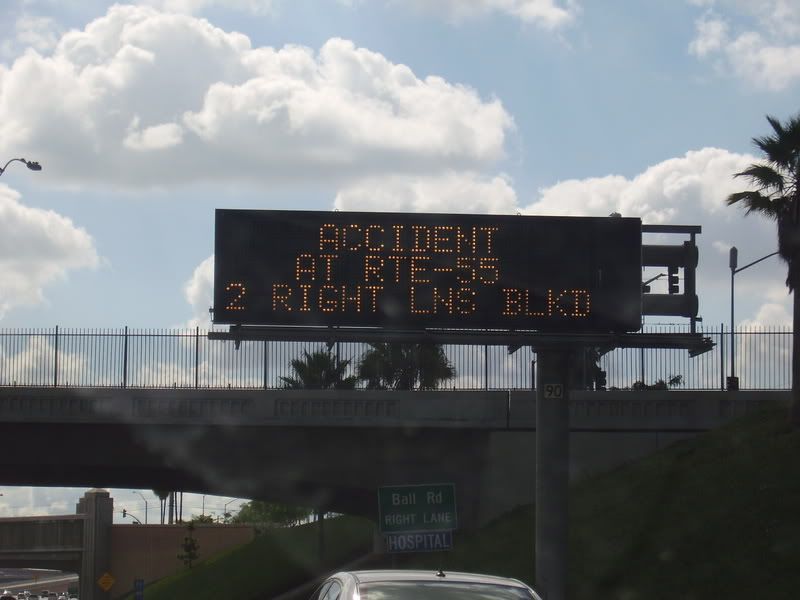 ACCIDENT
AT RTE-55
2 RIGHT LNS BLKD
90
Ball Rd
RIGHT LANE
HOSPITAL